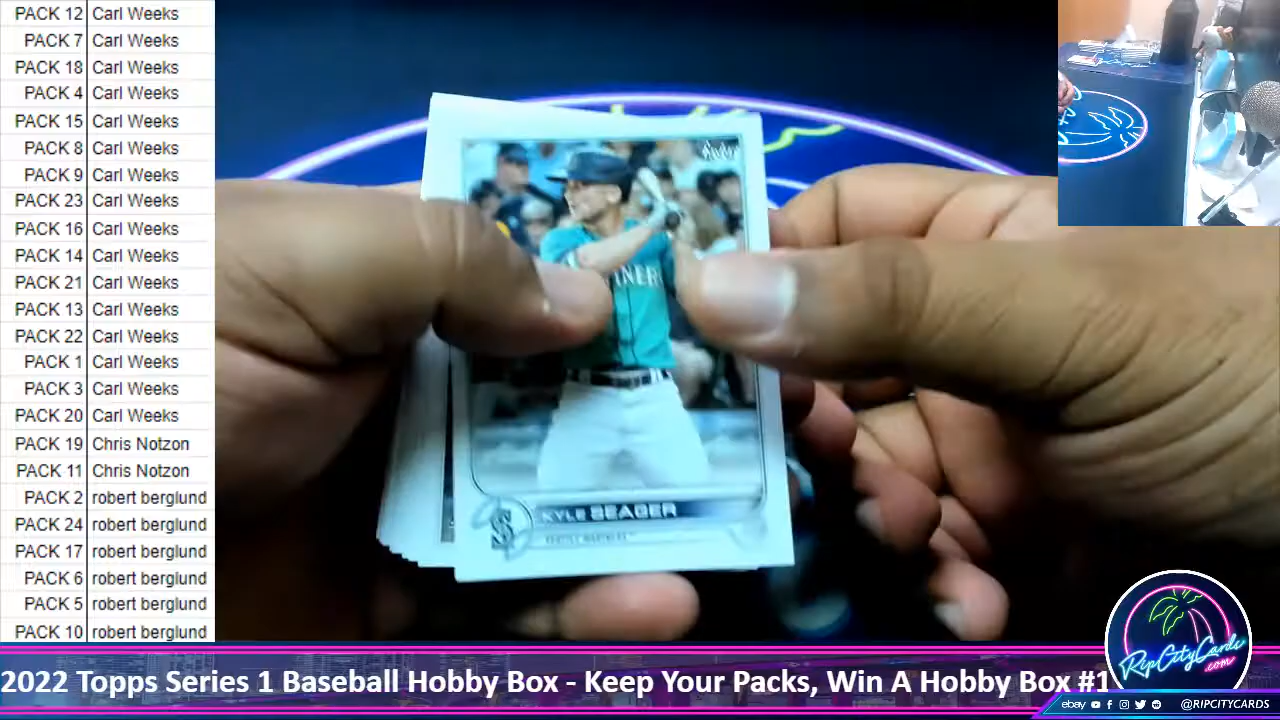 PACK 12 Carl Weeks
PACK 7 Carl Weeks
PACK 18 Carl Weeks
PACK 4 Carl Weeks
PACK 15 Carl Weeks
PACK 8 Carl Weeks
PACK 9 Carl Weeks
PACK 23 Carl Weeks
PACK 16 Carl Weeks
PACK 14 Carl Weeks
PACK 21 Carl Weeks
PACK 13 Carl Weeks
PACK 22 Carl Weeks
PACK 1 Carl Weeks
PACK 3 Carl Weeks
PACK 20 Carl Weeks
PACK 19 Chris Notzon
PACK 11 Chris Notzon
PACK 2 robert berglund
PACK 24 robert berglund
PACK 17 robert berglund
PACK 6 robert berglund
PACK 5 robert berglund
PACK 10 robert berglund
KYLE SEAGER
SEATTLE MARINERS
RipCityCards
.com
2022 Topps Series 1 Baseball Hobby Box - Keep Your Packs, Win A Hobby Box #1
ebay @RIPCITYCARDS